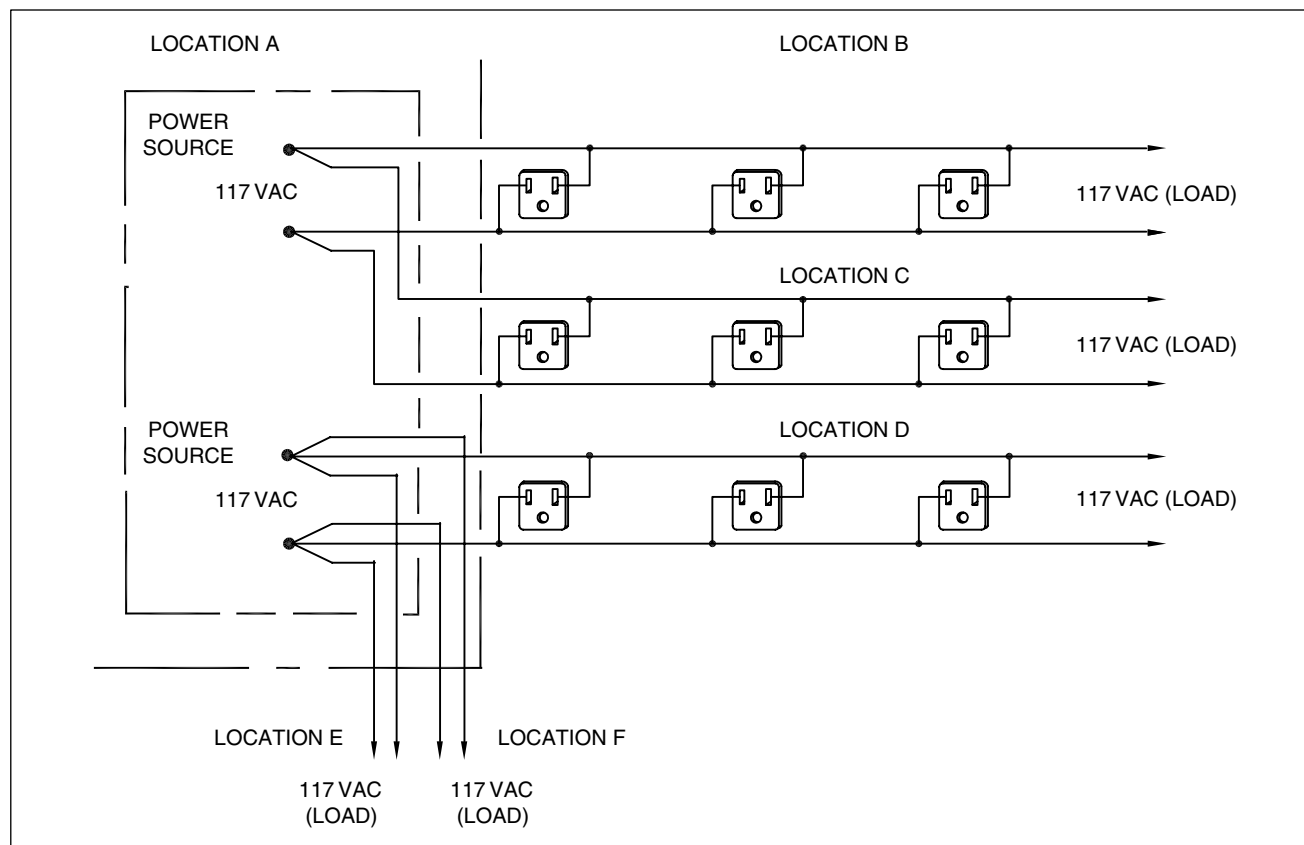 LOCATION A
LOCATION B
POWER
SOURCE
117 VAC
117 VAC (LOAD)
LOCATION C
117 VAC (LOAD)
POWER
SOURCE
LOCATION D
117 VAC
117 VAC (LOAD)
LOCATION E
LOCATION F
117 VAC
(LOAD)
117 VAC
(LOAD)